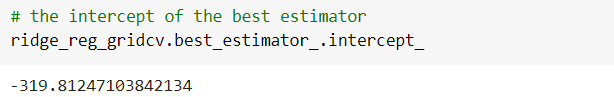 # the intercept of the best estimator
ridge_reg_gridcv.best_estimator_.intercept_
-319.81247103842134